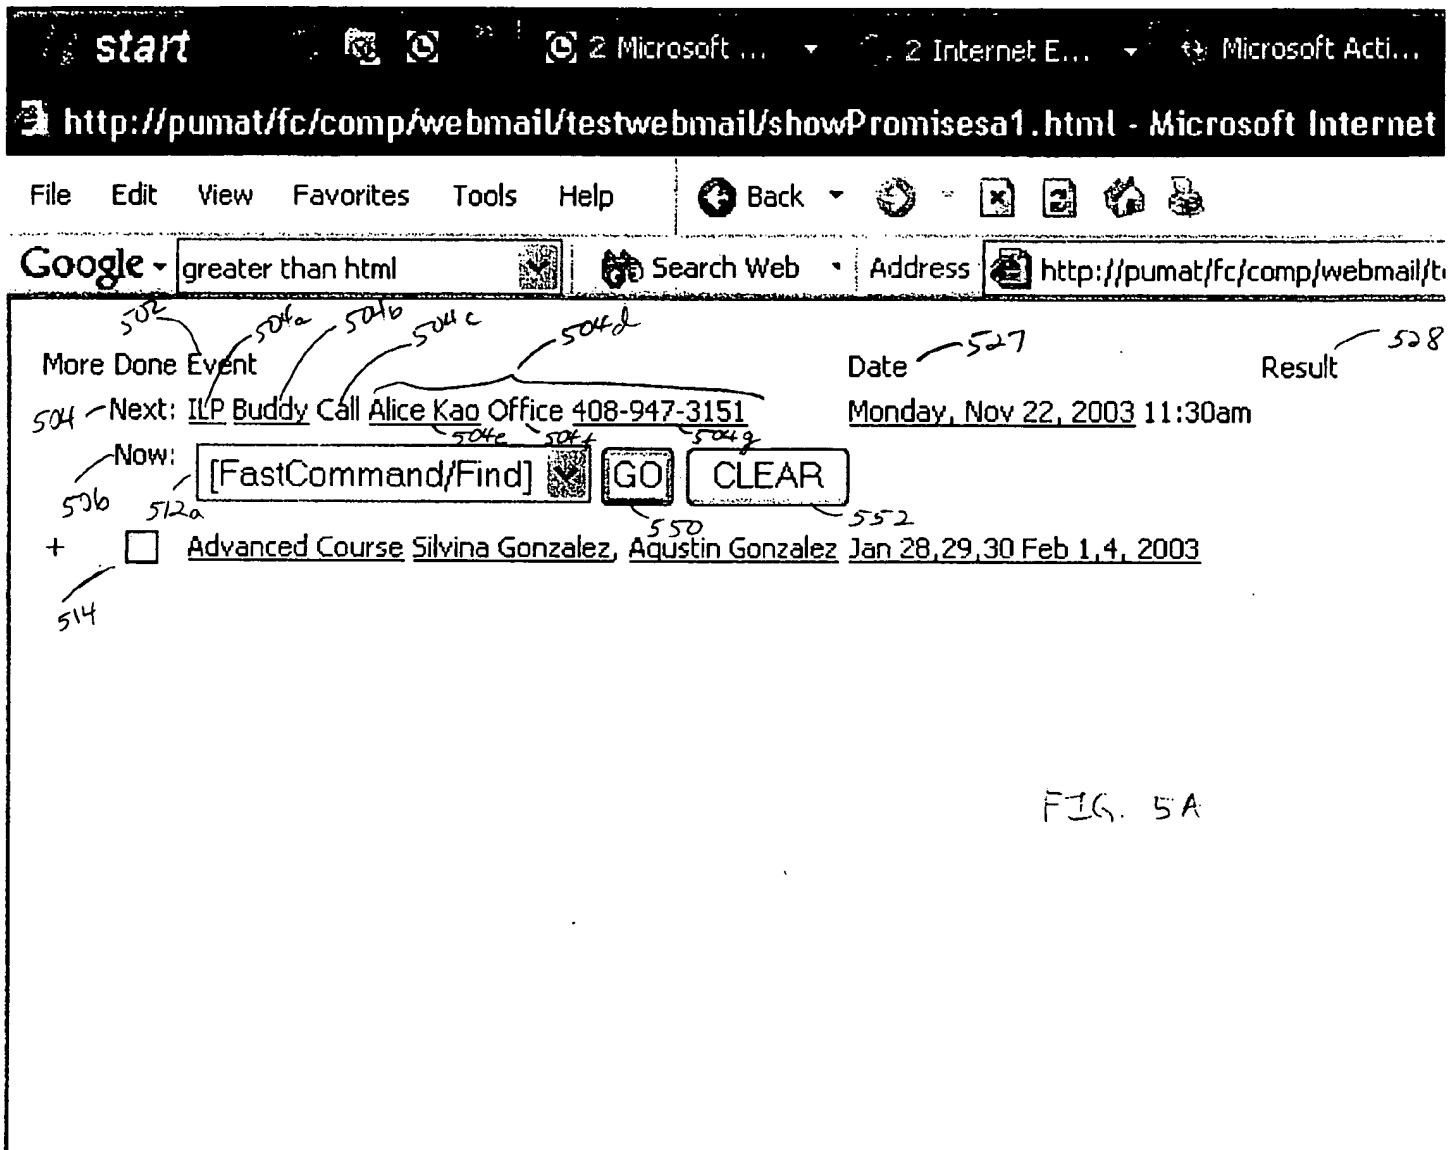 start 2 Microsoft ... 2 Internet E... Microsoft Acti...
http://pumat/fc/comp/webmail/testwebmail/showPromisesa1.html - Microsoft Internet
File Edit View Favorites Tools Help Back
Google greater than html Search Web Address http://pumat/fc/comp/webmail/t
502 504a 504b 504c 504d 527 528
More Done Event Date Result
504 Next: ILP Buddy Call Alice Kao Office 408-947-3151 Monday, Nov 22, 2003 11:30am
504e 504f 504g
506 Now: [FastCommand/Find] GO CLEAR
512a 550 552
+ Advanced Course Silvina Gonzalez, Agustin Gonzalez Jan 28,29,30 Feb 1,4, 2003
514
FIG. 5A